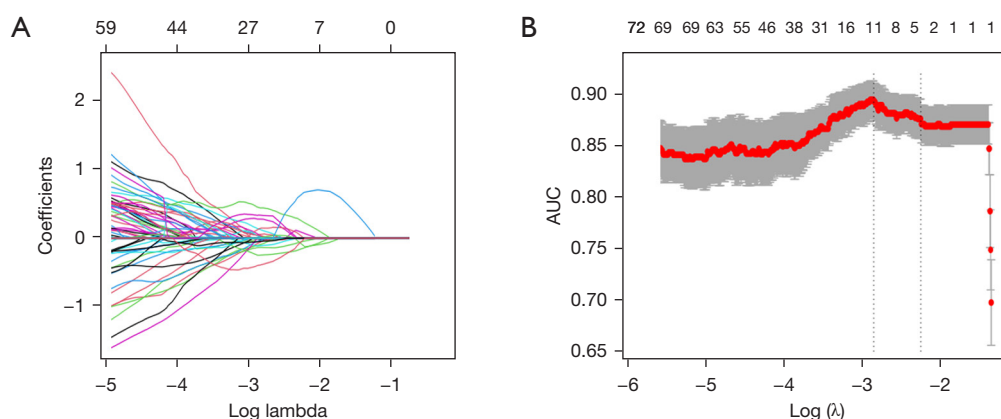 A
59 44 27 7 0
2
1
0
−1
Coefficients
−5 −4 −3 −2 −1
Log lambda
B
72 69 69 63 55 46 38 31 16 11 8 5 2 1 1 1
0.90
0.85
0.80
0.75
0.70
0.65
AUC
−6 −5 −4 −3 −2
Log (λ)